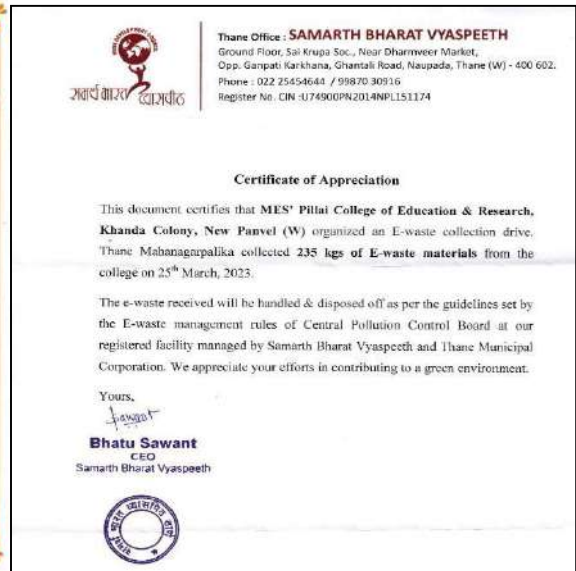 समर्थ भारत व्यासपीठ
Thane Office : SAMARTH BHARAT VYASPEETH
Ground Floor, Sai Krupa Soc., Near Dharmveer Market,
Opp. Ganpati Karkhana, Ghantali Road, Naupada, Thane (W) - 400 602.
Phone : 022 25454644 / 99870 30916
Register No. CIN :U74900PN2014NPL151174
Certificate of Appreciation
This document certifies that MES' Pillai College of Education & Research,
Khanda Colony, New Panvel (W) organized an E-waste collection drive.
Thane Mahanagarpalika collected 235 kgs of E-waste materials from the
college on 25th March, 2023.
The e-waste received will be handled & disposed off as per the guidelines set by
the E-waste management rules of Central Pollution Control Board at our
registered facility managed by Samarth Bharat Vyaspeeth and Thane Municipal
Corporation. We appreciate your efforts in contributing to a green environment.
Yours,
Sawant
Bhatu Sawant
CEO
Samarth Bharat Vyaspeeth